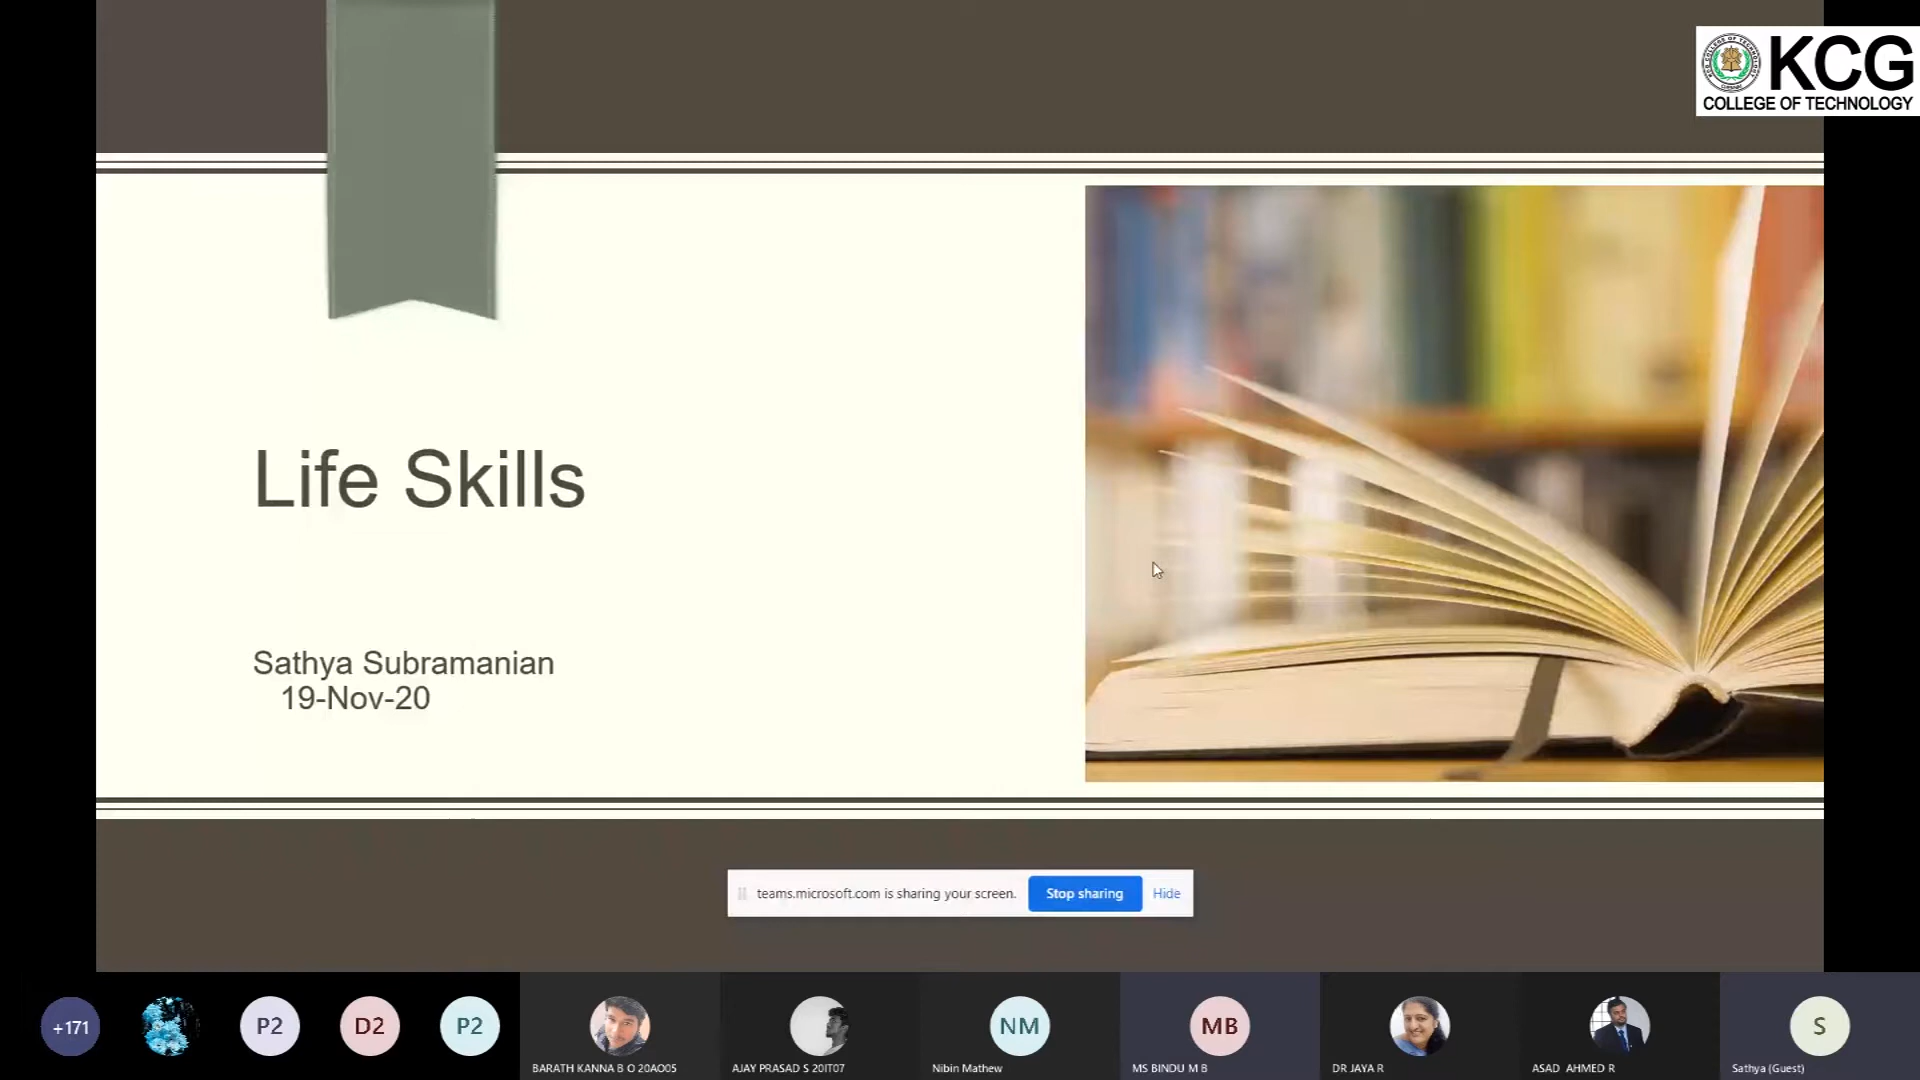 KCG
COLLEGE OF TECHNOLOGY
Life Skills
Sathya Subramanian
19-Nov-20
teams.microsoft.com is sharing your screen. Stop sharing Hide
+171 P2 D2 P2 NM MB S
BARATH KANNA B O 20AO05 AJAY PRASAD S 20IT07 Nibin Mathew MS BINDU M B DR JAYA R ASAD AHMED R Sathya (Guest)